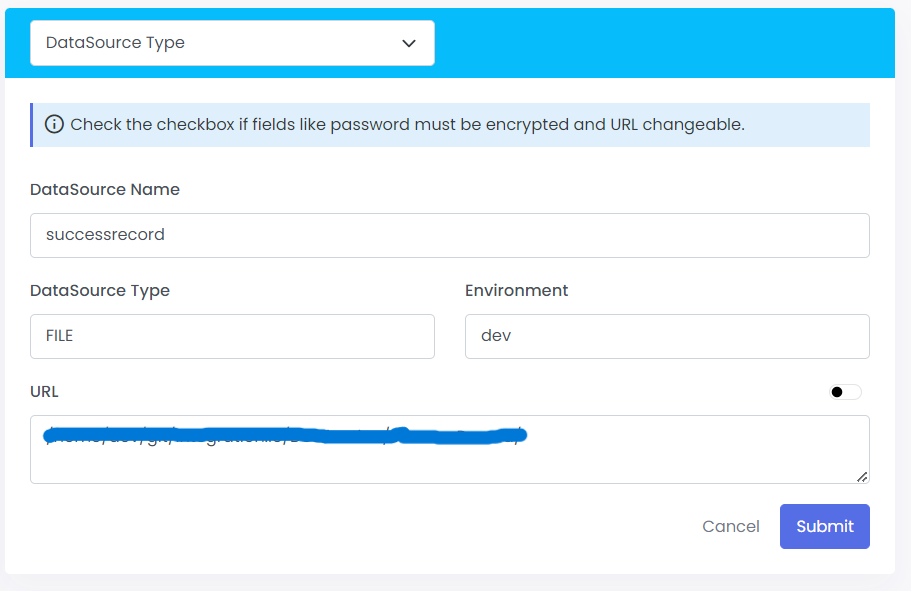 DataSource Type
Check the checkbox if fields like password must be encrypted and URL changeable.
DataSource Name
successrecord
DataSource Type
Environment
FILE
dev
URL
Cancel
Submit